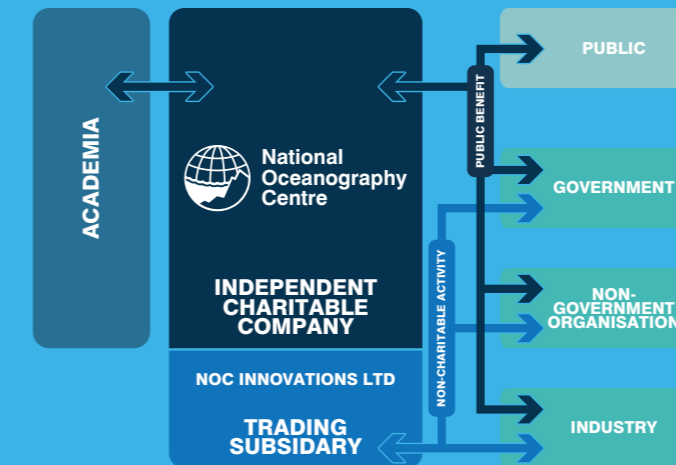 ACADEMIA
National
Oceanography
Centre
INDEPENDENT
CHARITABLE
COMPANY
NOC INNOVATIONS LTD
TRADING
SUBSIDARY
PUBLIC BENEFIT
NON-CHARITABLE ACTIVITY
PUBLIC
GOVERNMENT
NON-
GOVERNMENT
ORGANISATION
INDUSTRY